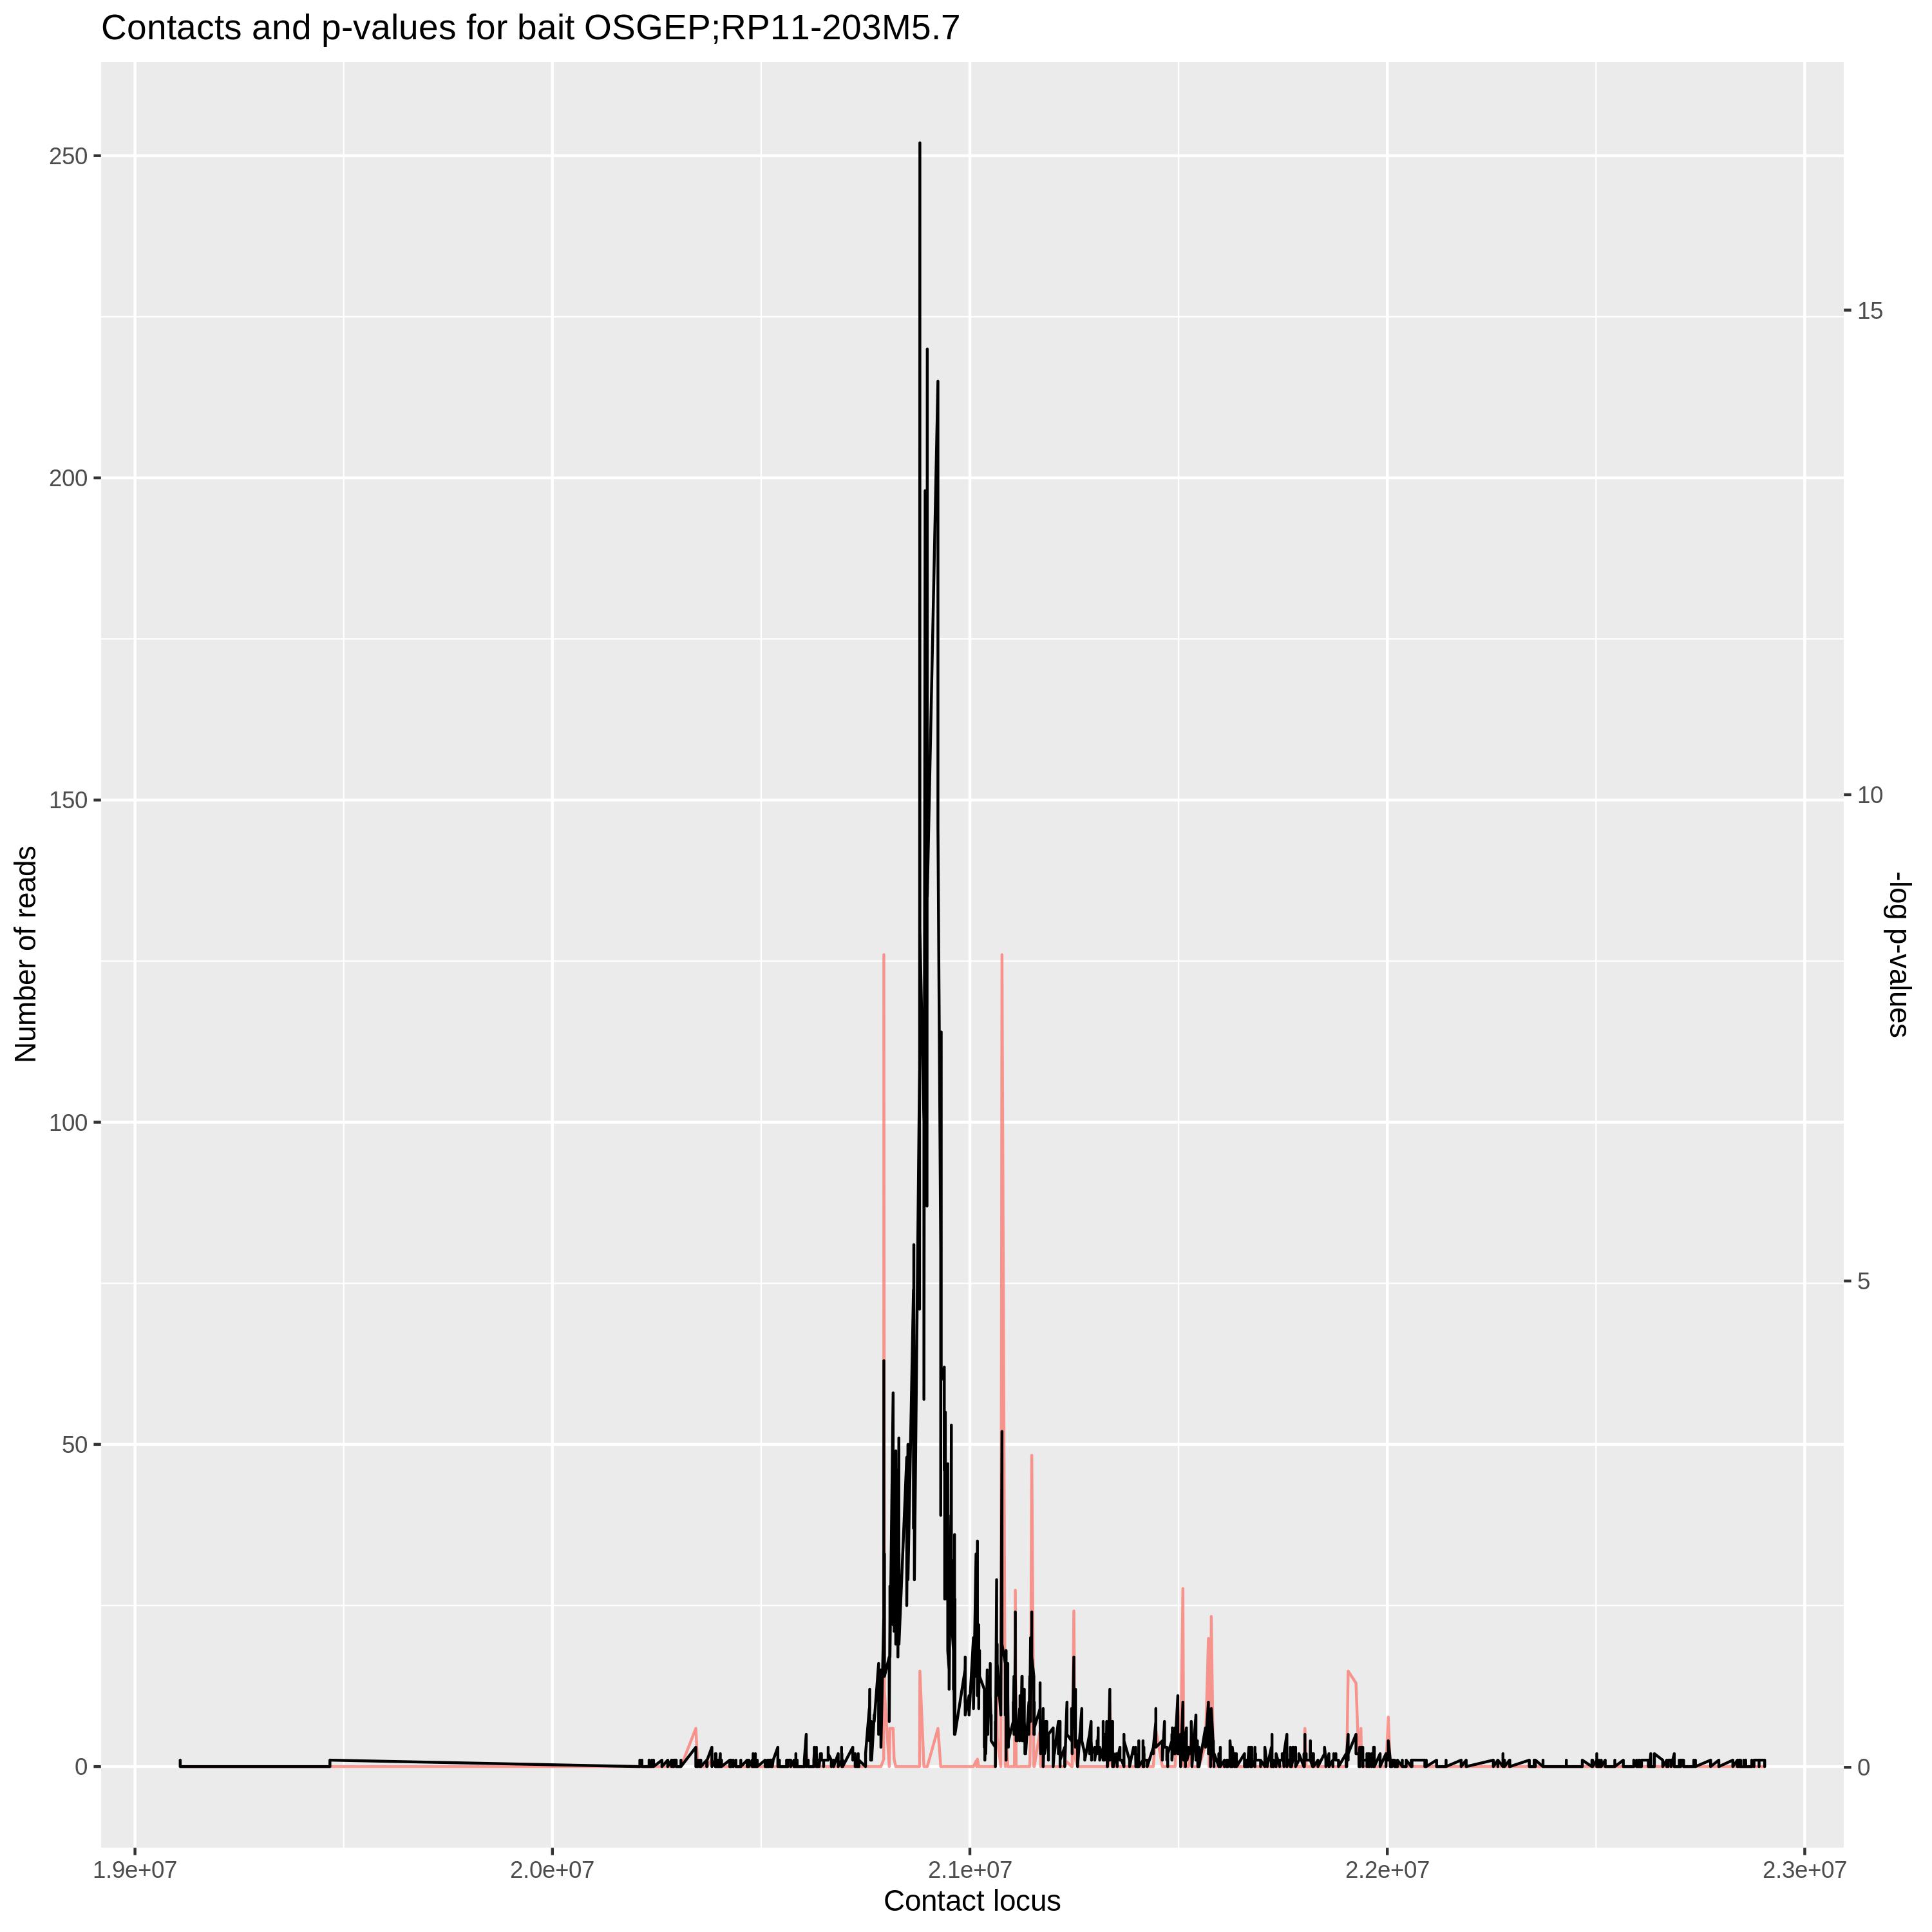 Contacts and p-values for bait OSGEP;RP11-203M5.7
250
200
150
100
50
0
Number of reads
15
10
5
0
-log p-values
1.9e+07 2.0e+07 2.1e+07 2.2e+07 2.3e+07
Contact locus